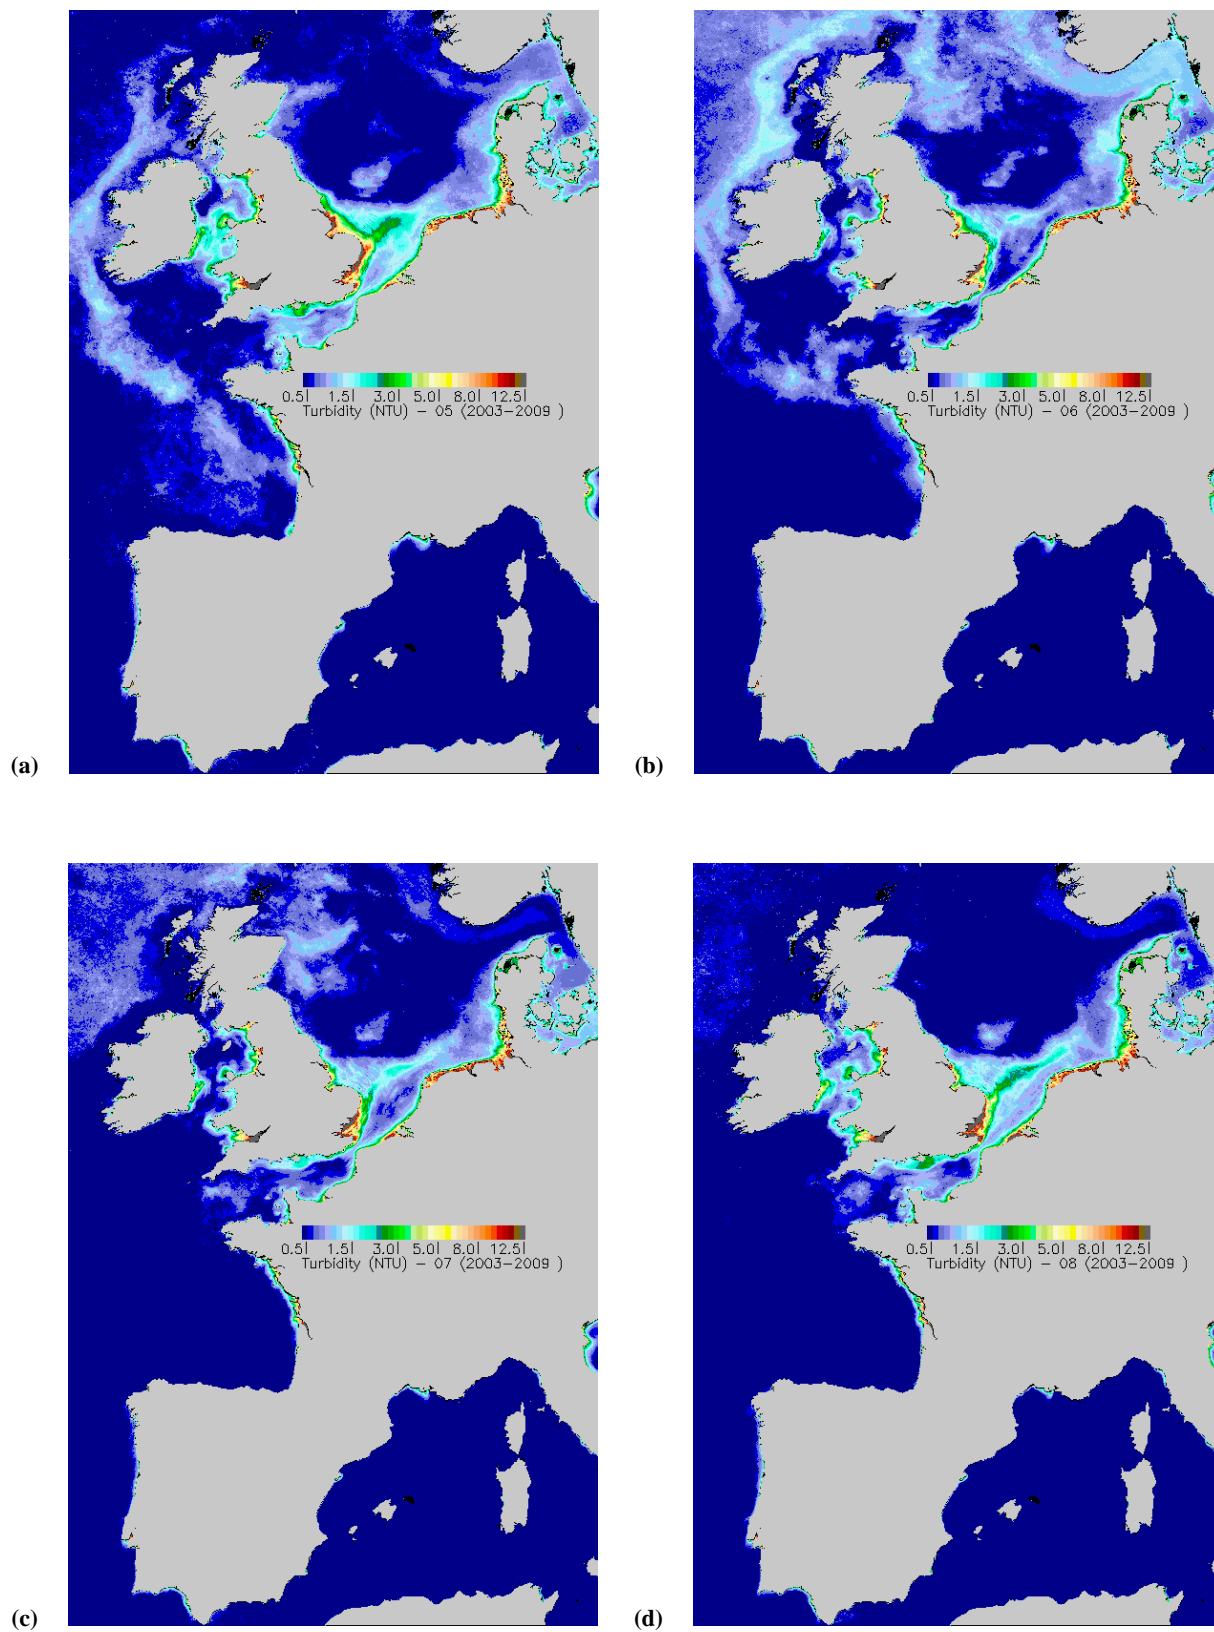 (a)
0.5| 1.5| 3.0| 5.0| 8.0| 12.5|
Turbidity (NTU) - 05 (2003-2009 )
(b)
0.5| 1.5| 3.0| 5.0| 8.0| 12.5|
Turbidity (NTU) - 06 (2003-2009 )
(c)
0.5| 1.5| 3.0| 5.0| 8.0| 12.5|
Turbidity (NTU) - 07 (2003-2009 )
(d)
0.5| 1.5| 3.0| 5.0| 8.0| 12.5|
Turbidity (NTU) - 08 (2003-2009 )